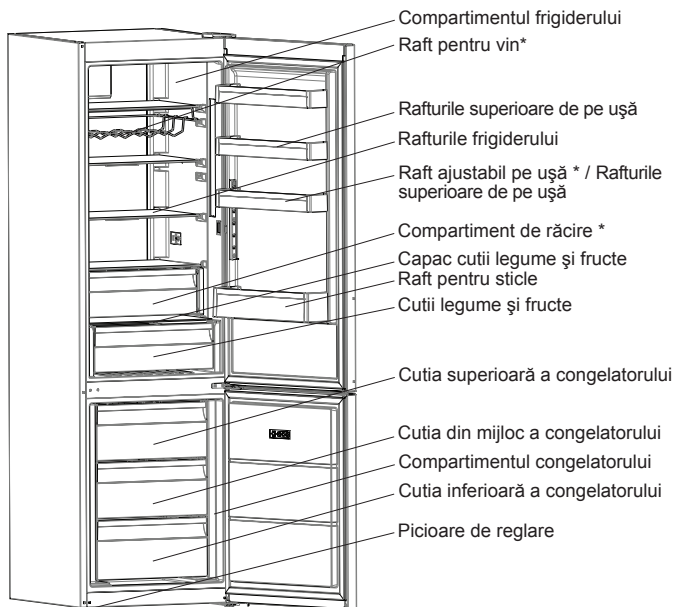 Compartimentul frigiderului
Raft pentru vin*
Rafturile superioare de pe uşă
Rafturile frigiderului
Raft ajustabil pe uşă * / Rafturile
superioare de pe uşă
Compartiment de răcire *
Capac cutii legume şi fructe
Raft pentru sticle
Cutii legume şi fructe
Cutia superioară a congelatorului
Cutia din mijloc a congelatorului
Compartimentul congelatorului
Cutia inferioară a congelatorului
Picioare de reglare